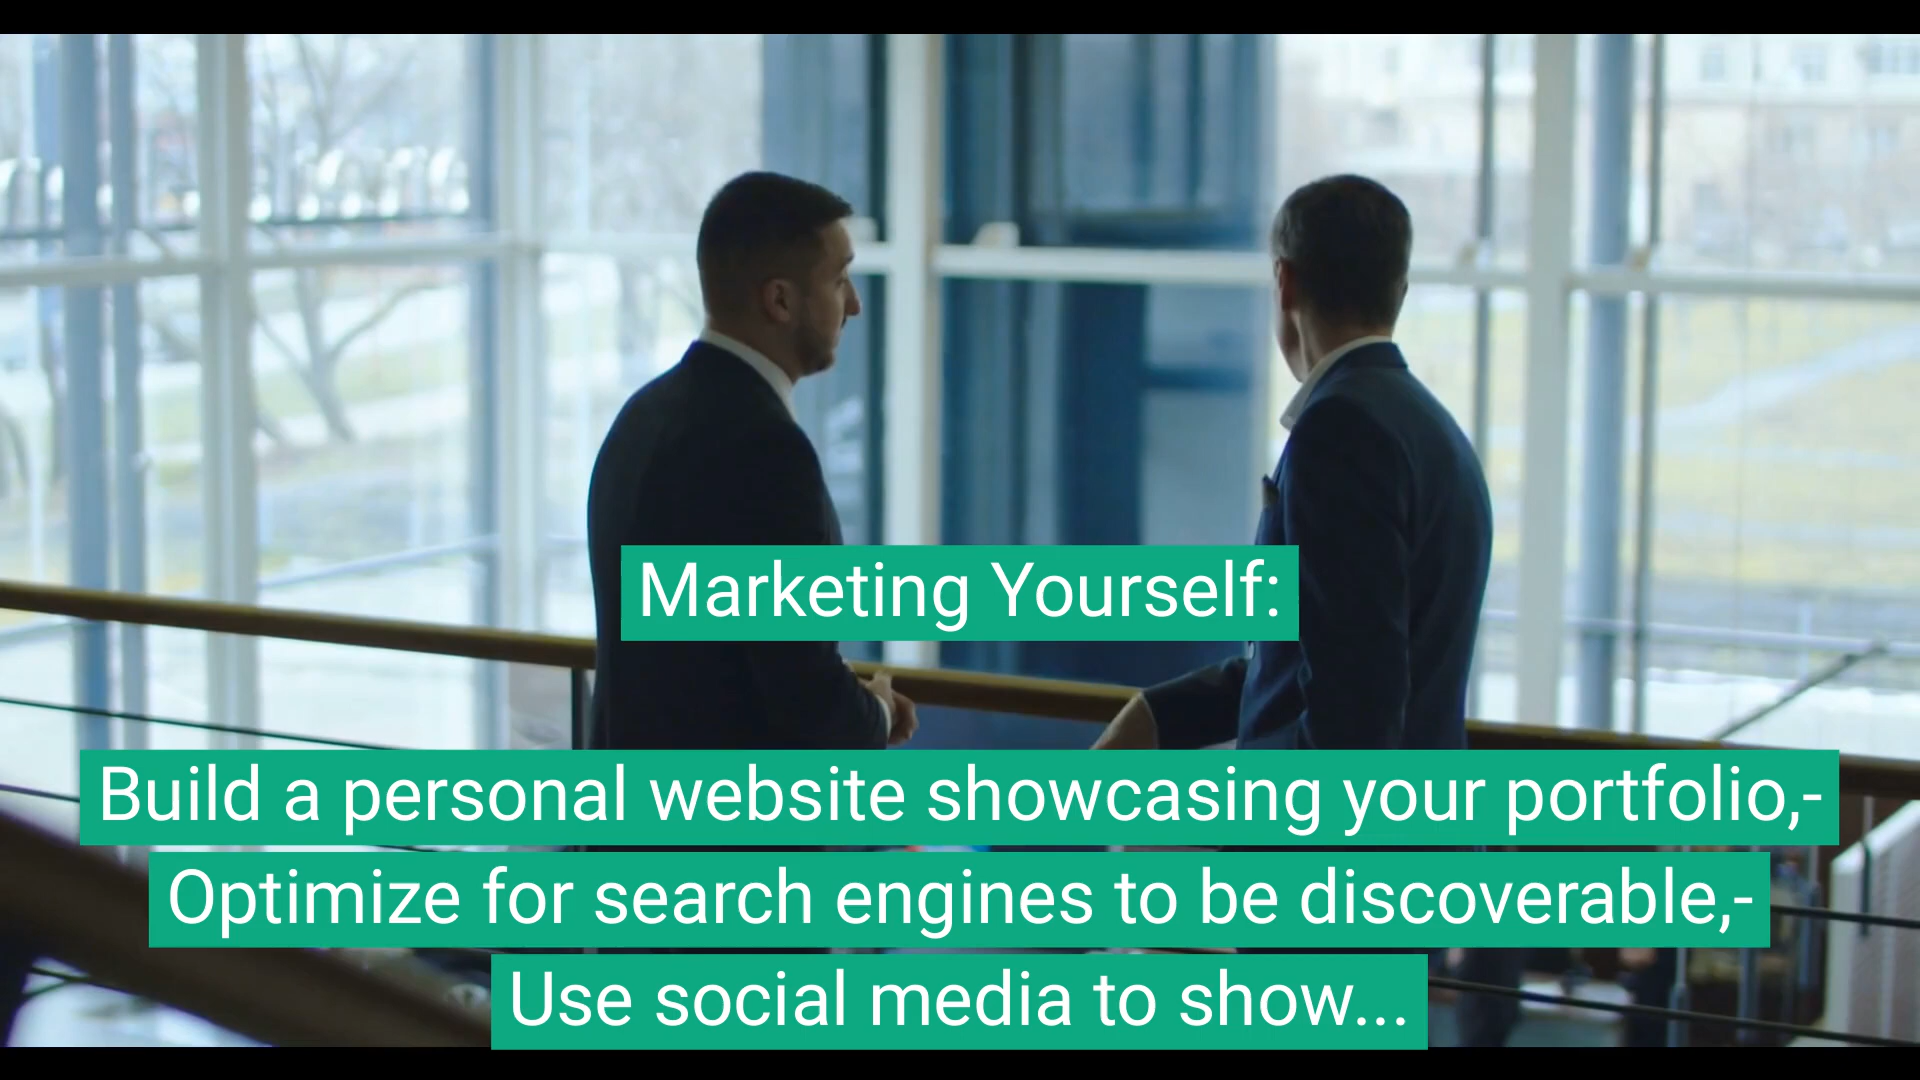 Marketing Yourself:
Build a personal website showcasing your portfolio,-
Optimize for search engines to be discoverable,-
Use social media to show...